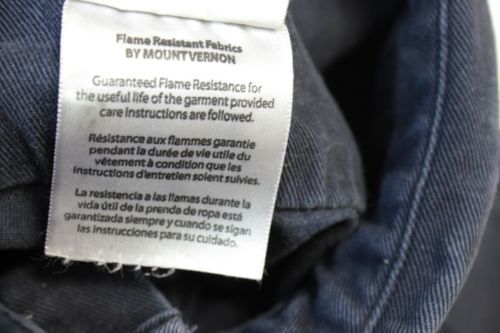 Flame Resistant Fabrics
BY MOUNT VERNON
Guaranteed Flame Resistance for
the useful life of the garment provided
care instructions are followed.
Résistance aux flammes garantie
pendant la durée de vie utile du
vêtement à condition que les
instructions d'entretien soient suivies.
La resistencia a las llamas durante la
vida útil de la prenda de ropa está
garantizada siempre y cuando se sigan
las instrucciones para su cuidado.